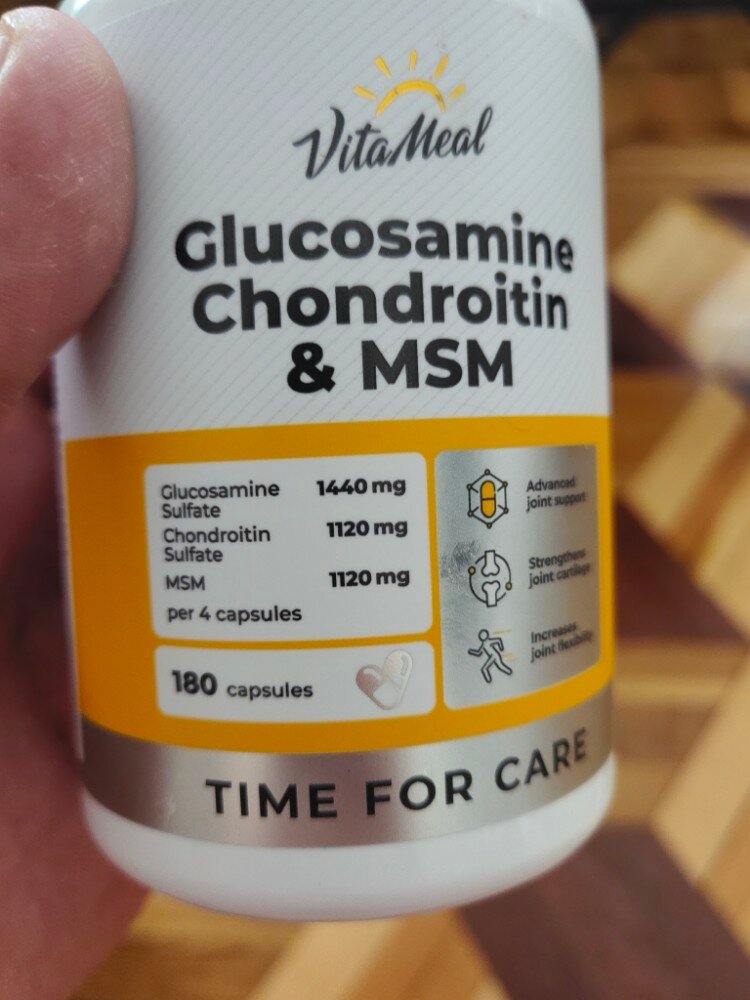 VitaMeal
Glucosamine
Chondroitin
& MSM
Glucosamine 1440 mg
Sulfate
Chondroitin 1120 mg
Sulfate
MSM 1120 mg
per 4 capsules
180 capsules
Advanced
joint support
Strengthens
joint cartilage
Increases
joint flexibility
TIME FOR CARE